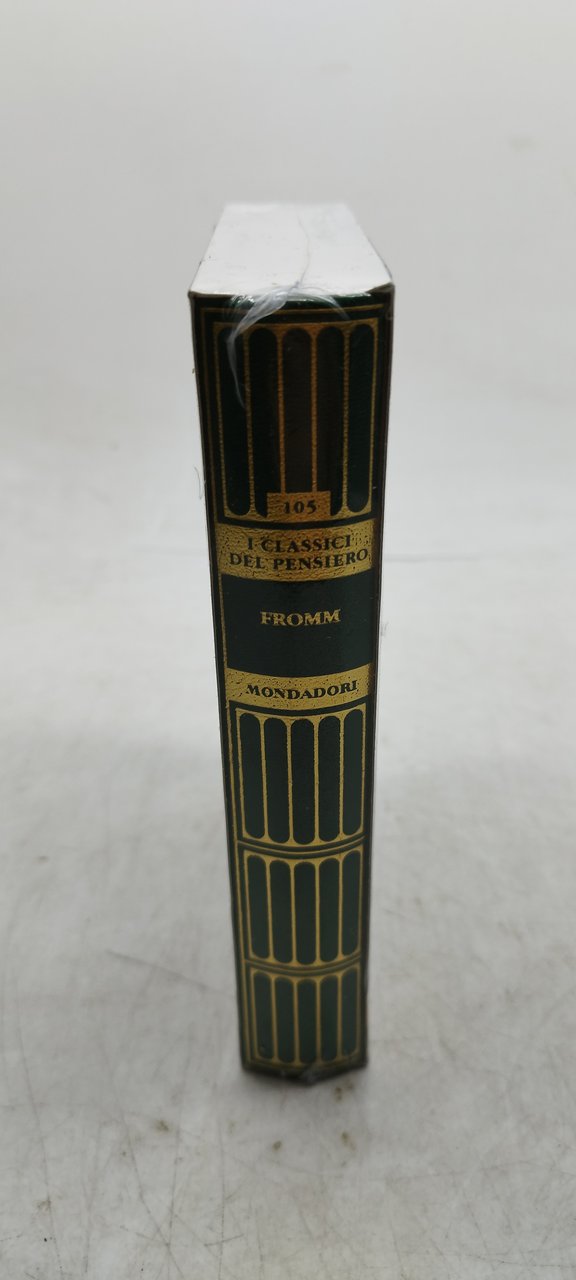 105
I CLASSICI
DEL PENSIERO
FROMM
MONDADORI